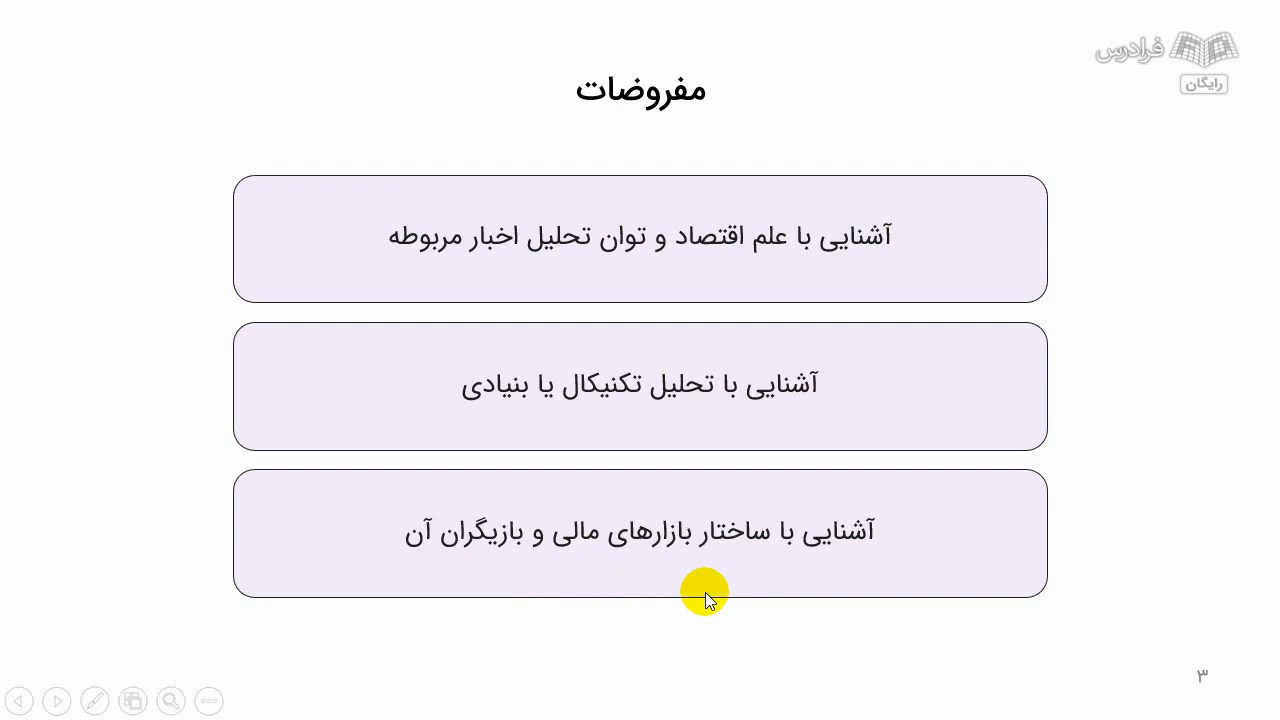 فرادرس
رایگان
مفروضات
آشنایی با علم اقتصاد و توان تحلیل اخبار مربوطه
آشنایی با تحلیل تکنیکال یا بنیادی
آشنایی با ساختار بازارهای مالی و بازیگران آن
۳